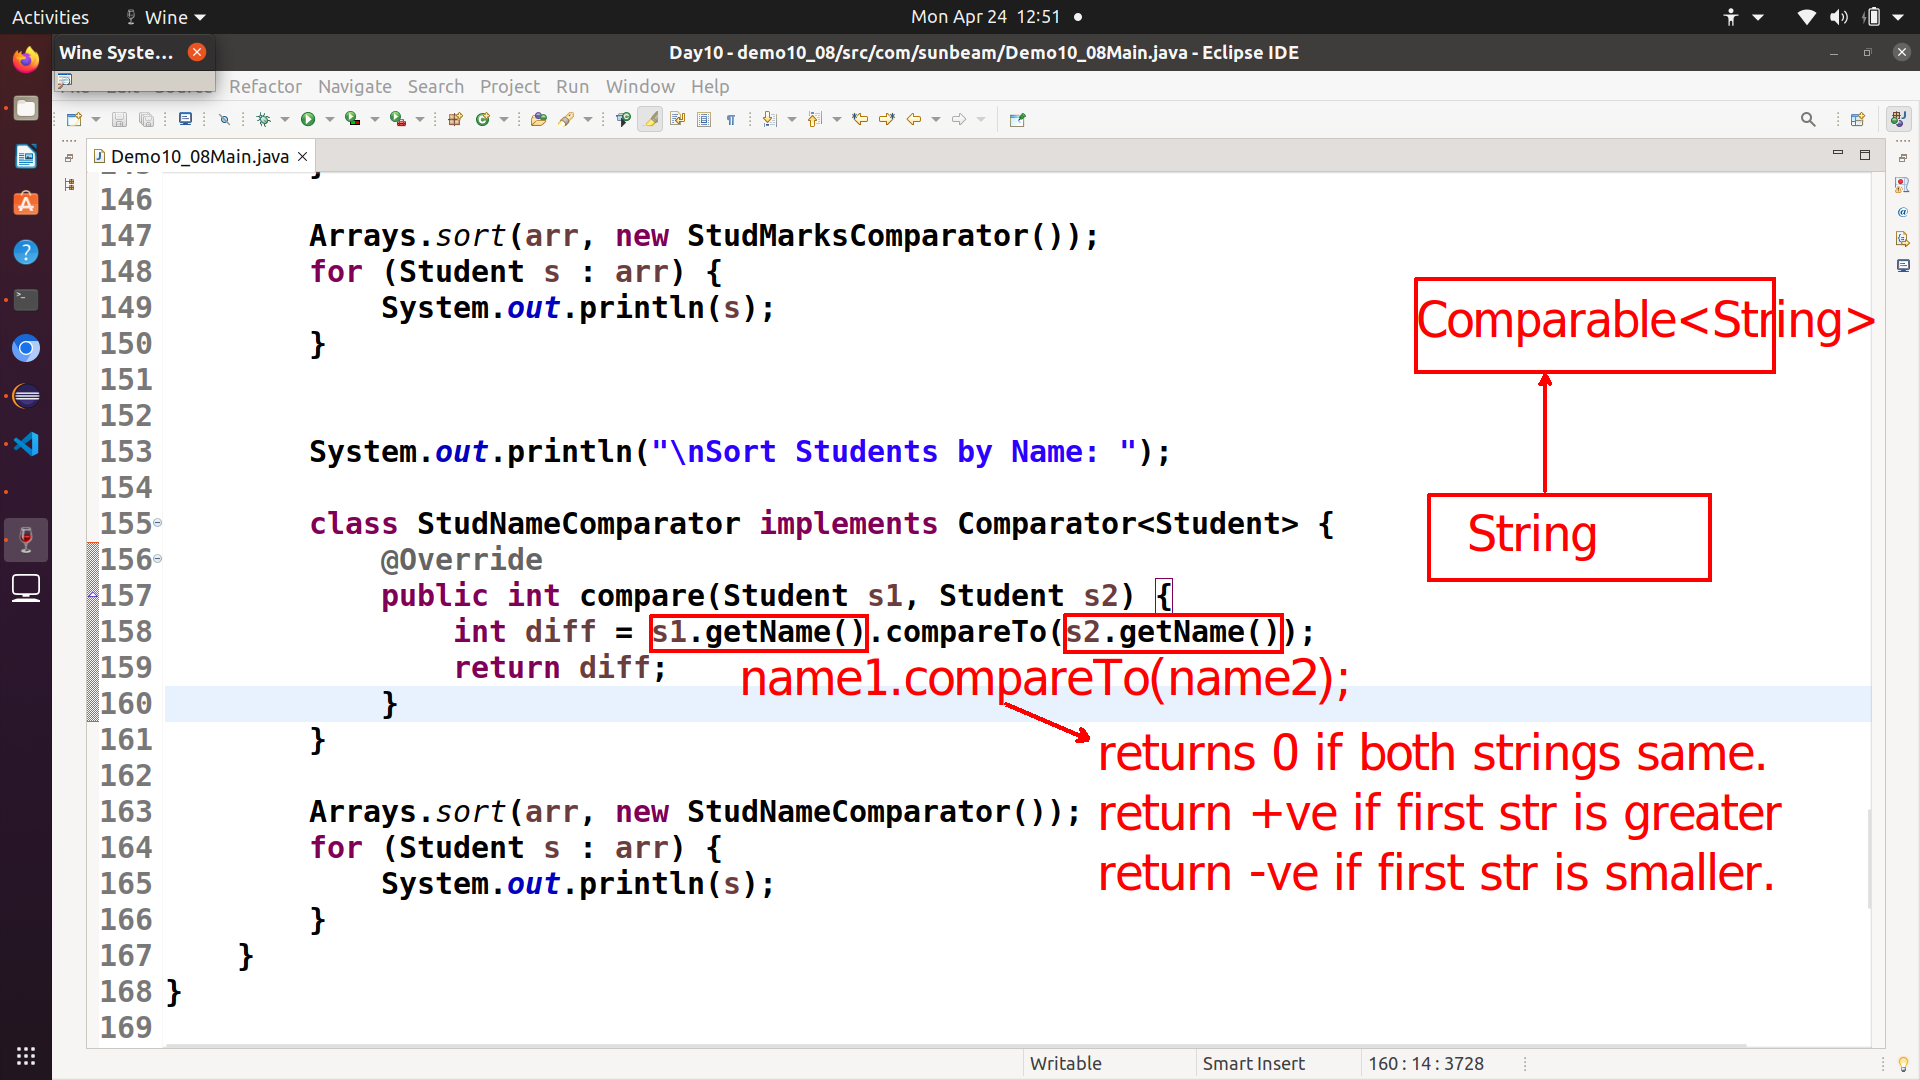 Activities
Wine
Mon Apr 24 12:51
Wine Syste...
Day10 - demo10_08/src/com/sunbeam/Demo10_08Main.java - Eclipse IDE
Refactor Navigate Search Project Run Window Help
Demo10_08Main.java
146
147 Arrays.sort(arr, new StudMarksComparator());
148 for (Student s : arr) {
149 System.out.println(s);
150 }
151
152
153 System.out.println("\nSort Students by Name: ");
154
155 class StudNameComparator implements Comparator<Student> {
156 @Override
157 public int compare(Student s1, Student s2) {
158 int diff = s1.getName().compareTo(s2.getName());
159 return diff;
160 }
161 }
162
163 Arrays.sort(arr, new StudNameComparator());
164 for (Student s : arr) {
165 System.out.println(s);
166 }
167 }
168 }
169
Comparable<String>
String
name1.compareTo(name2);
returns 0 if both strings same.
return +ve if first str is greater
return -ve if first str is smaller.
Writable
Smart Insert
160 : 14 : 3728